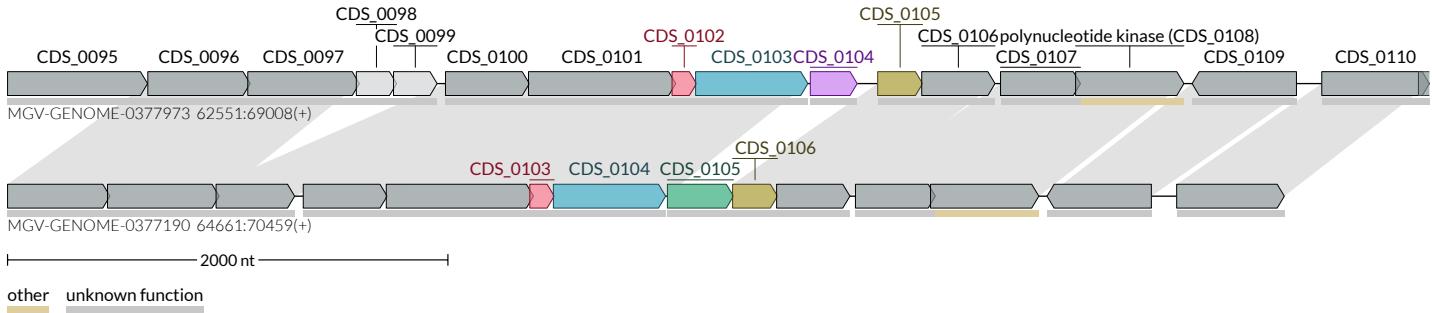 CDS_0098
CDS_0105
CDS_0099
CDS_0102
CDS_0106 polynucleotide kinase (CDS_0108)
CDS_0095 CDS_0096 CDS_0097 CDS_0100 CDS_0101 CDS_0103 CDS_0104 CDS_0107 CDS_0109 CDS_0110
MGV-GENOME-0377973 62551:69008(+)
CDS_0106
CDS_0103 CDS_0104 CDS_0105
MGV-GENOME-0377190 64661:70459(+)
2000 nt
other unknown function